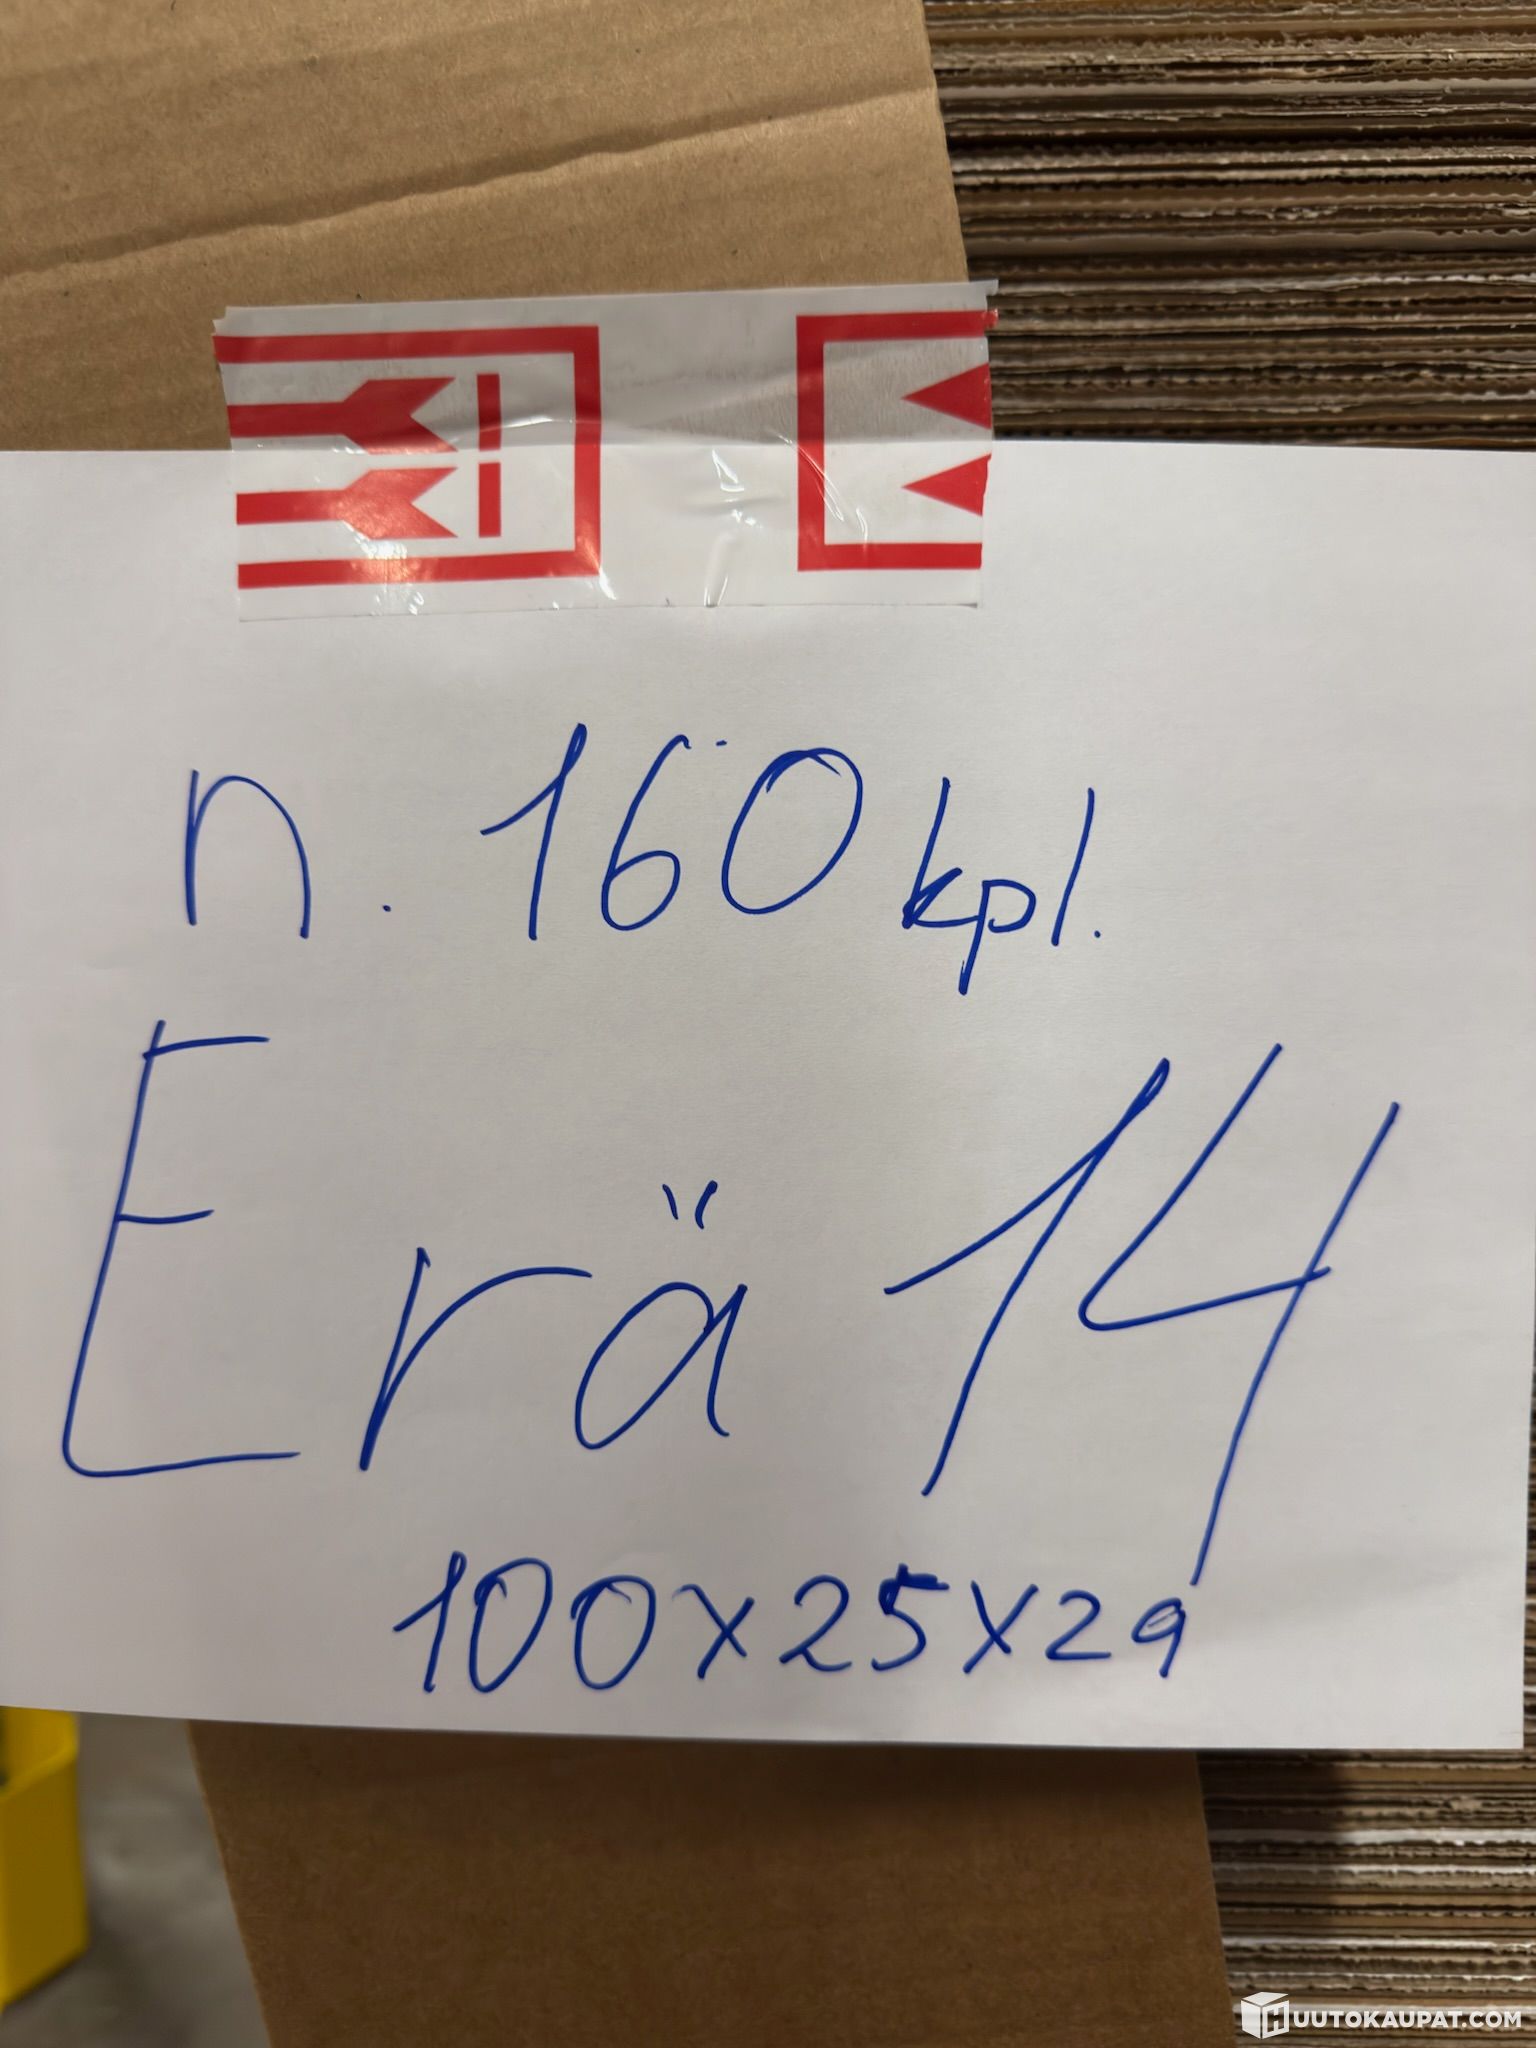 n. 160 kpl.
Erä 14
100x25x29
HUUTOKAUPAT.COM